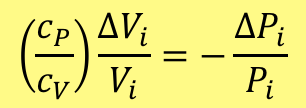 (c_P / c_V) ΔV_i / V_i = − ΔP_i / P_i